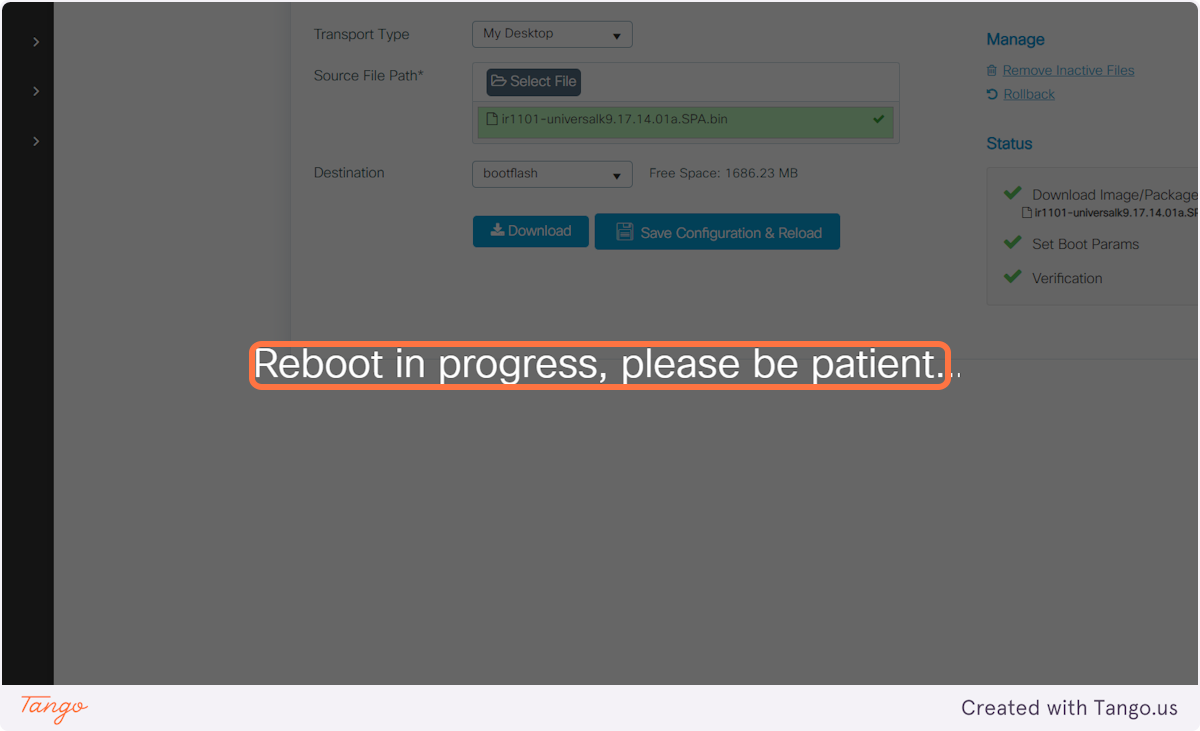 Transport Type
My Desktop
Source File Path*
Select File
ir1101-universalk9.17.14.01a.SPA.bin
Destination
bootflash
Free Space: 1686.23 MB
Download
Save Configuration & Reload
Manage
Remove Inactive Files
Rollback
Status
Download Image/Package
ir1101-universalk9.17.14.01a.SP
Set Boot Params
Verification
Reboot in progress, please be patient...
Tango
Created with Tango.us